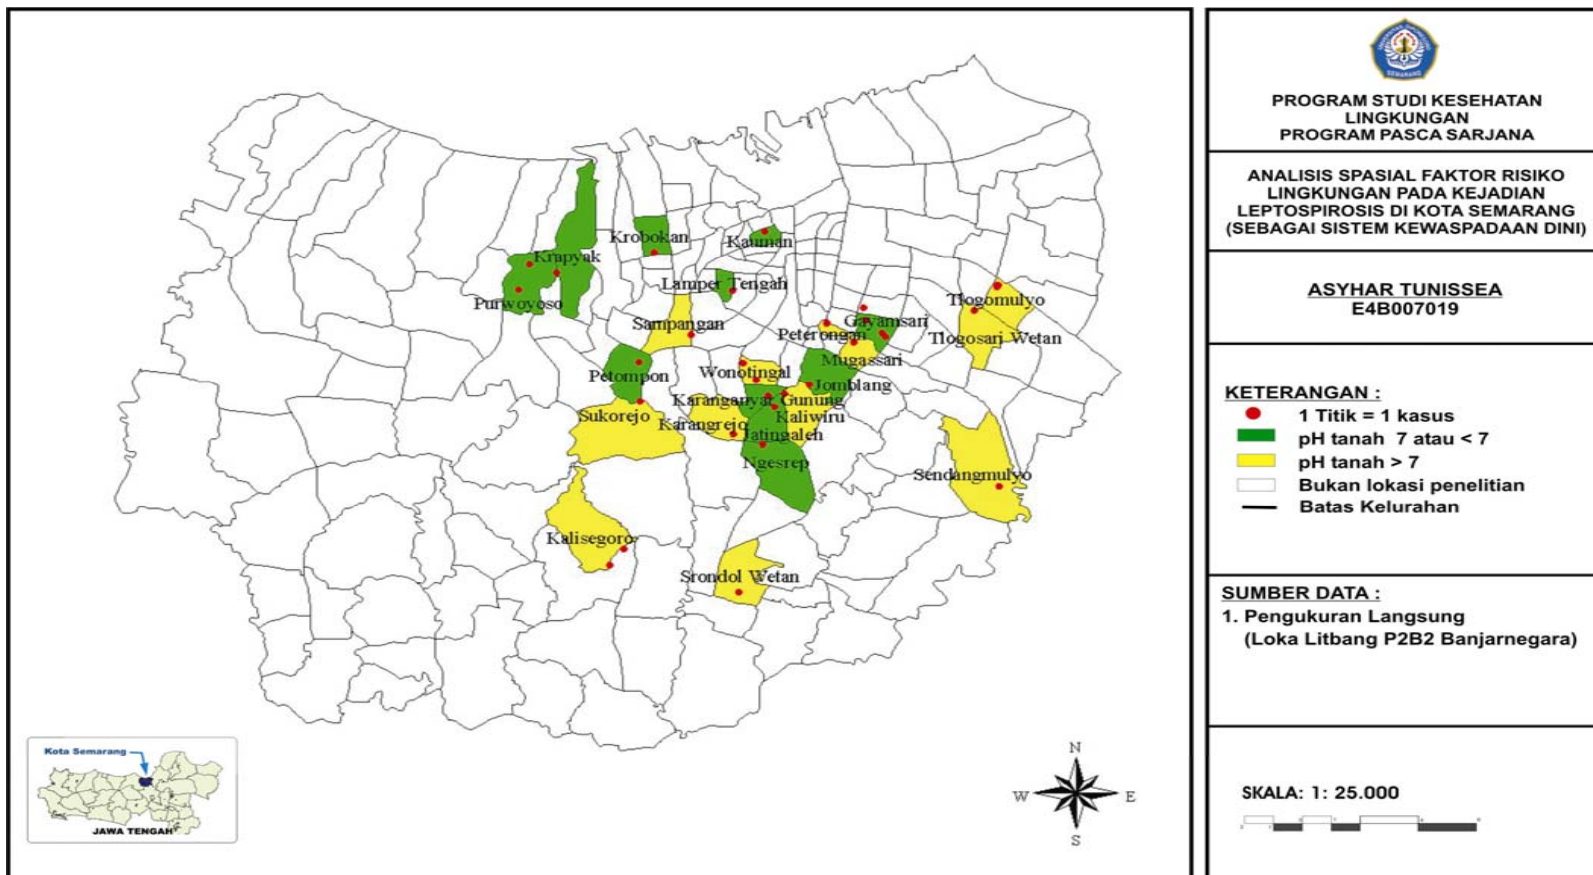 Krobokan
Kauman
Krapyak
Lamper Tengah
Purwoyoso
Tlogomulyo
Sampangan
Gayamsari
Peterongan
Tlogosari Wetan
Mugassari
Petompon
Wonotingal
Jomblang
Karanganyar Gunung
Sukorejo
Kaliwiru
Karangrejo
Jatingaleh
Ngesrep
Sendangmulyo
Kalisegoro
Srondol Wetan
Kota Semarang
JAWA TENGAH
N
W E
S
PROGRAM STUDI KESEHATAN
LINGKUNGAN
PROGRAM PASCA SARJANA
ANALISIS SPASIAL FAKTOR RISIKO
LINGKUNGAN PADA KEJADIAN
LEPTOSPIROSIS DI KOTA SEMARANG
(SEBAGAI SISTEM KEWASPADAAN DINI)
ASYHAR TUNISSEA
E4B007019
KETERANGAN :
1 Titik = 1 kasus
pH tanah 7 atau < 7
pH tanah > 7
Bukan lokasi penelitian
Batas Kelurahan
SUMBER DATA :
1. Pengukuran Langsung
(Loka Litbang P2B2 Banjarnegara)
SKALA: 1: 25.000